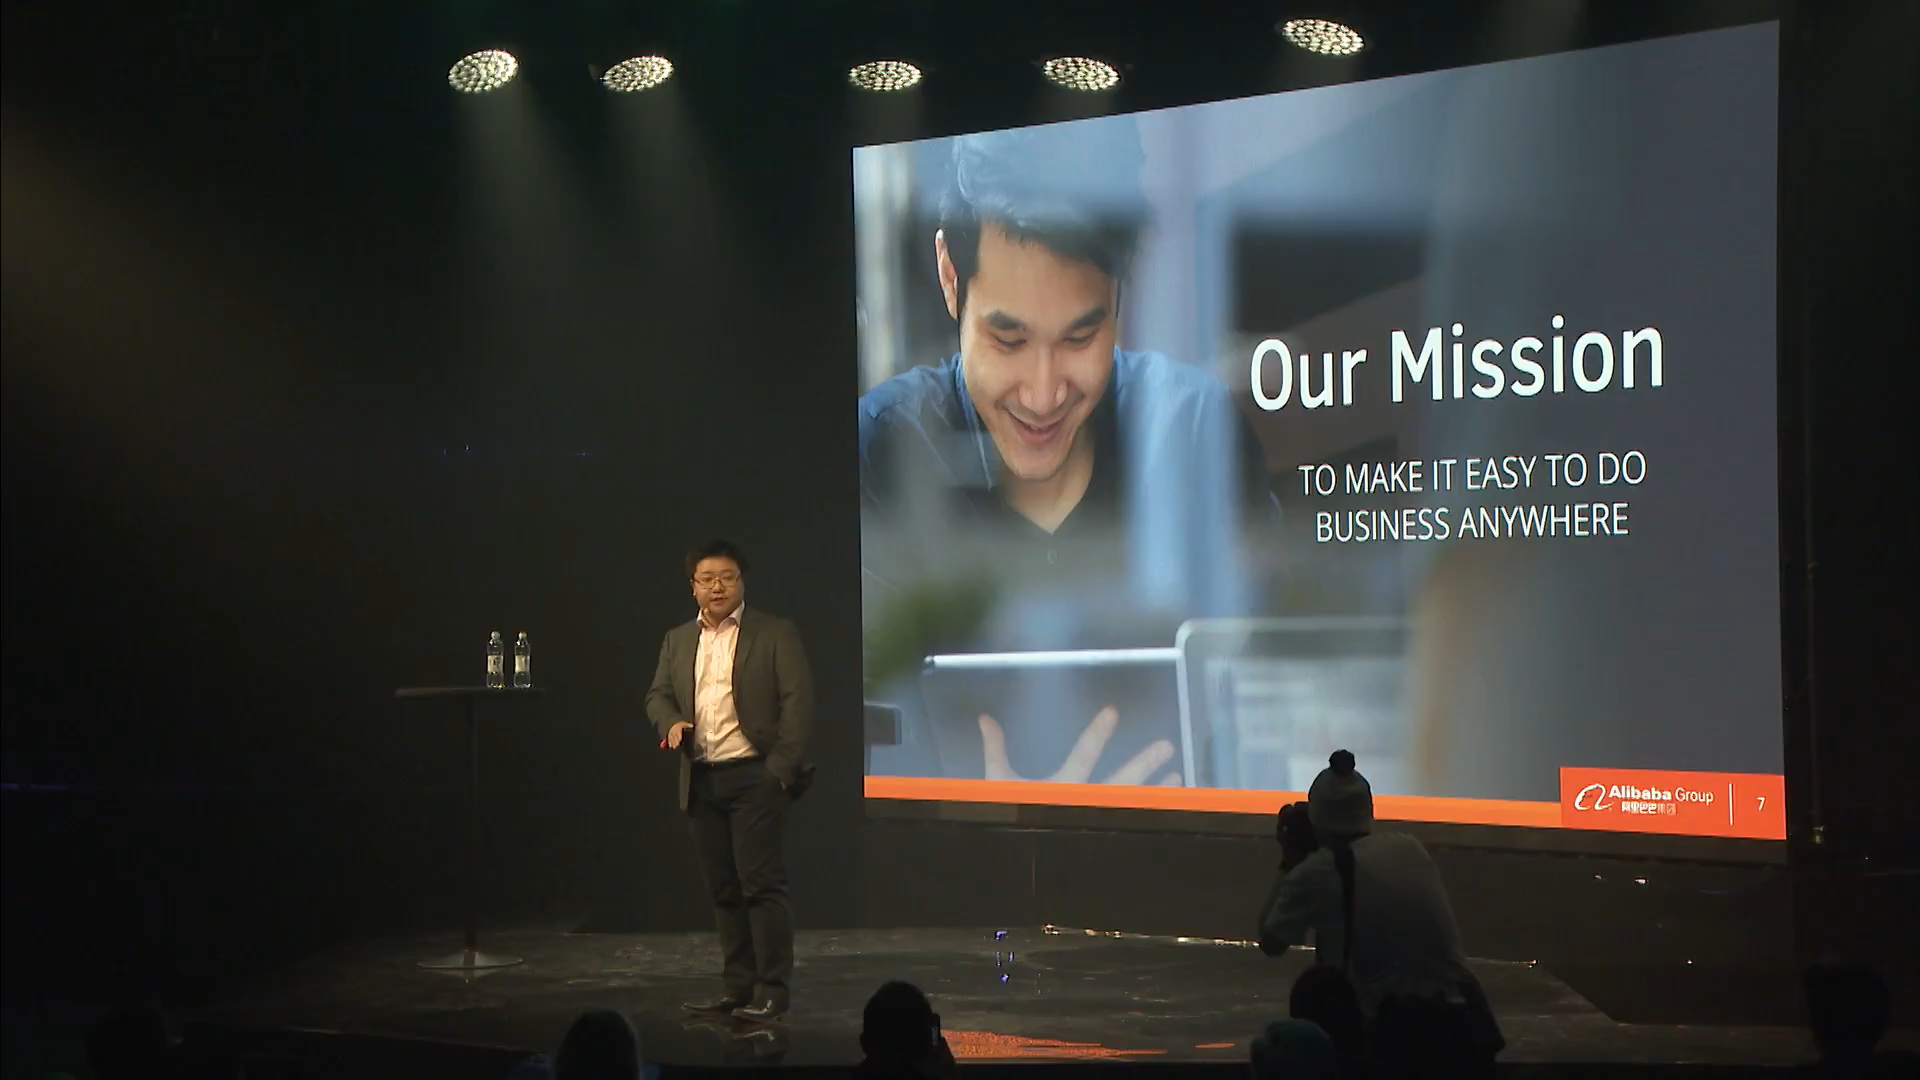 Our Mission
TO MAKE IT EASY TO DO
BUSINESS ANYWHERE
Alibaba Group
7